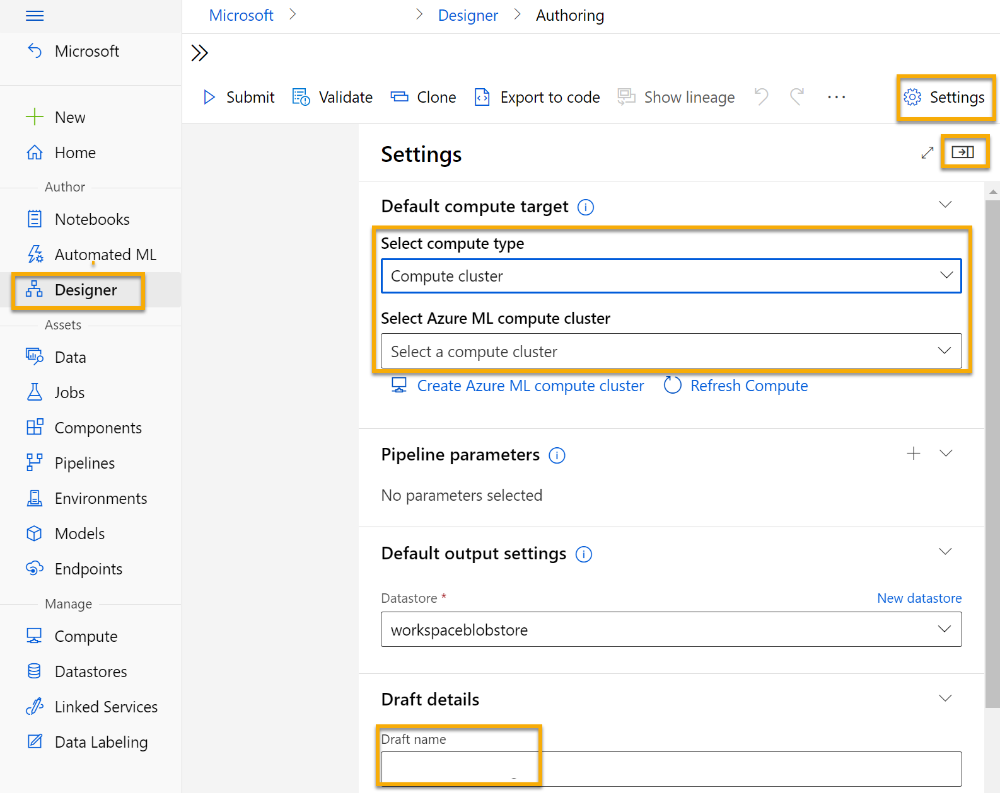 Microsoft > > Designer > Authoring
Microsoft
New
Home
Author
Notebooks
Automated ML
Designer
Assets
Data
Jobs
Components
Pipelines
Environments
Models
Endpoints
Manage
Compute
Datastores
Linked Services
Data Labeling
Submit Validate Clone Export to code Show lineage ... Settings
Settings
Default compute target
Select compute type
Compute cluster
Select Azure ML compute cluster
Select a compute cluster
Create Azure ML compute cluster Refresh Compute
Pipeline parameters
No parameters selected
Default output settings
Datastore * New datastore
workspaceblobstore
Draft details
Draft name